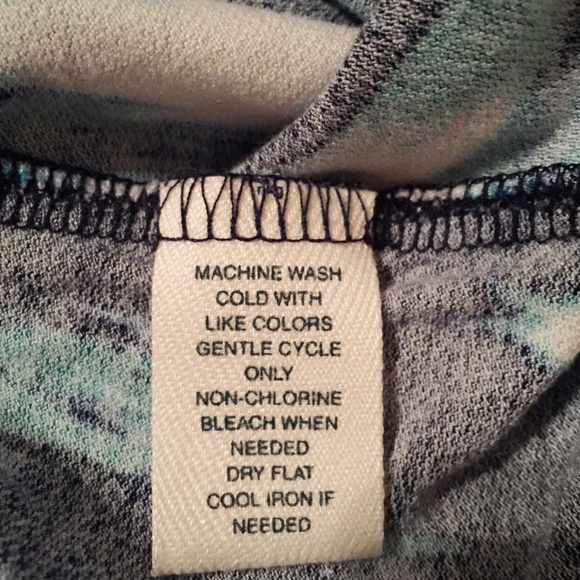 MACHINE WASH
COLD WITH
LIKE COLORS
GENTLE CYCLE
ONLY
NON-CHLORINE
BLEACH WHEN
NEEDED
DRY FLAT
COOL IRON IF
NEEDED